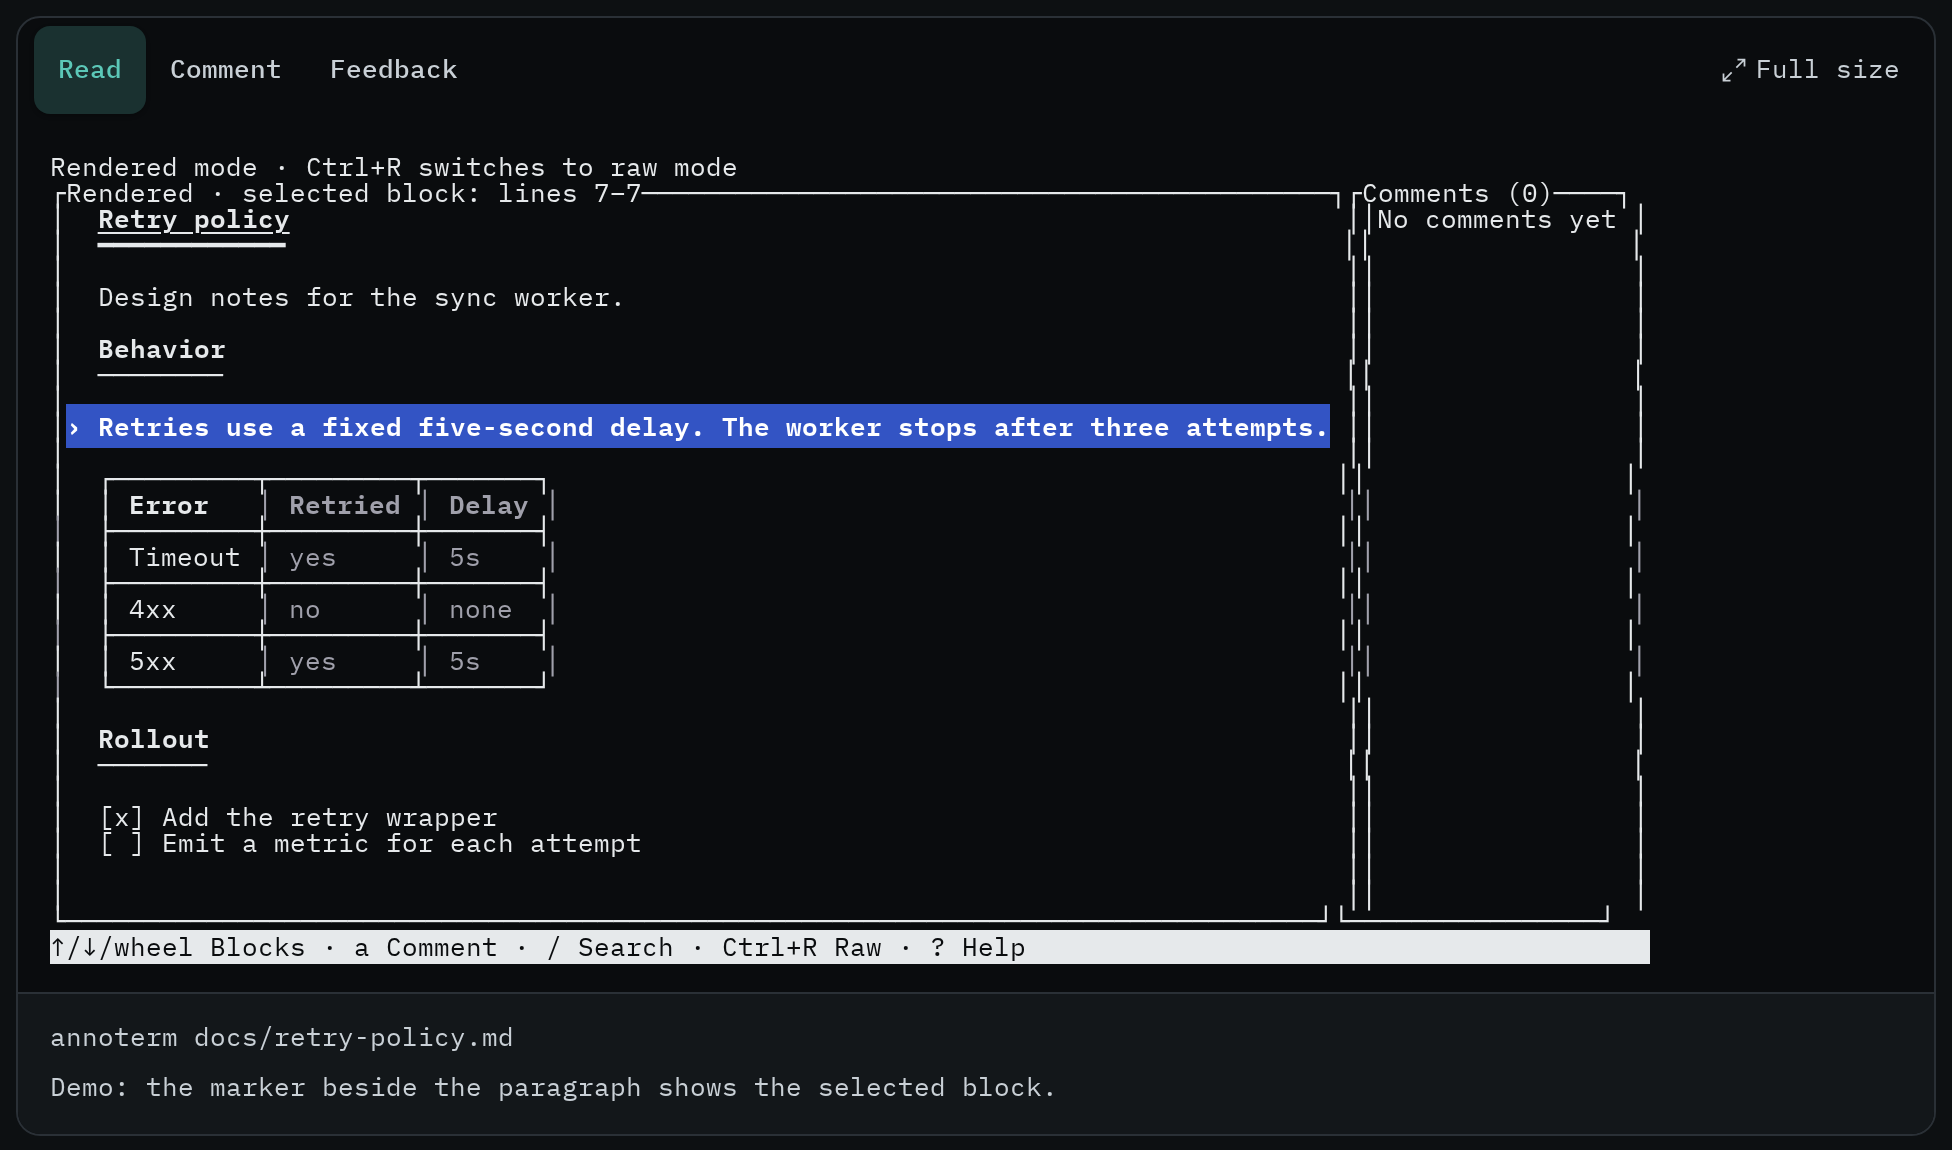 Read Comment Feedback Full size
Rendered mode · Ctrl+R switches to raw mode
Rendered · selected block: lines 7–7 Comments (0)
Retry policy No comments yet
Design notes for the sync worker.
Behavior
› Retries use a fixed five-second delay. The worker stops after three attempts.
Error Retried Delay
Timeout yes 5s
4xx no none
5xx yes 5s
Rollout
[x] Add the retry wrapper
[ ] Emit a metric for each attempt
↑/↓/wheel Blocks · a Comment · / Search · Ctrl+R Raw · ? Help
annoterm docs/retry-policy.md
Demo: the marker beside the paragraph shows the selected block.